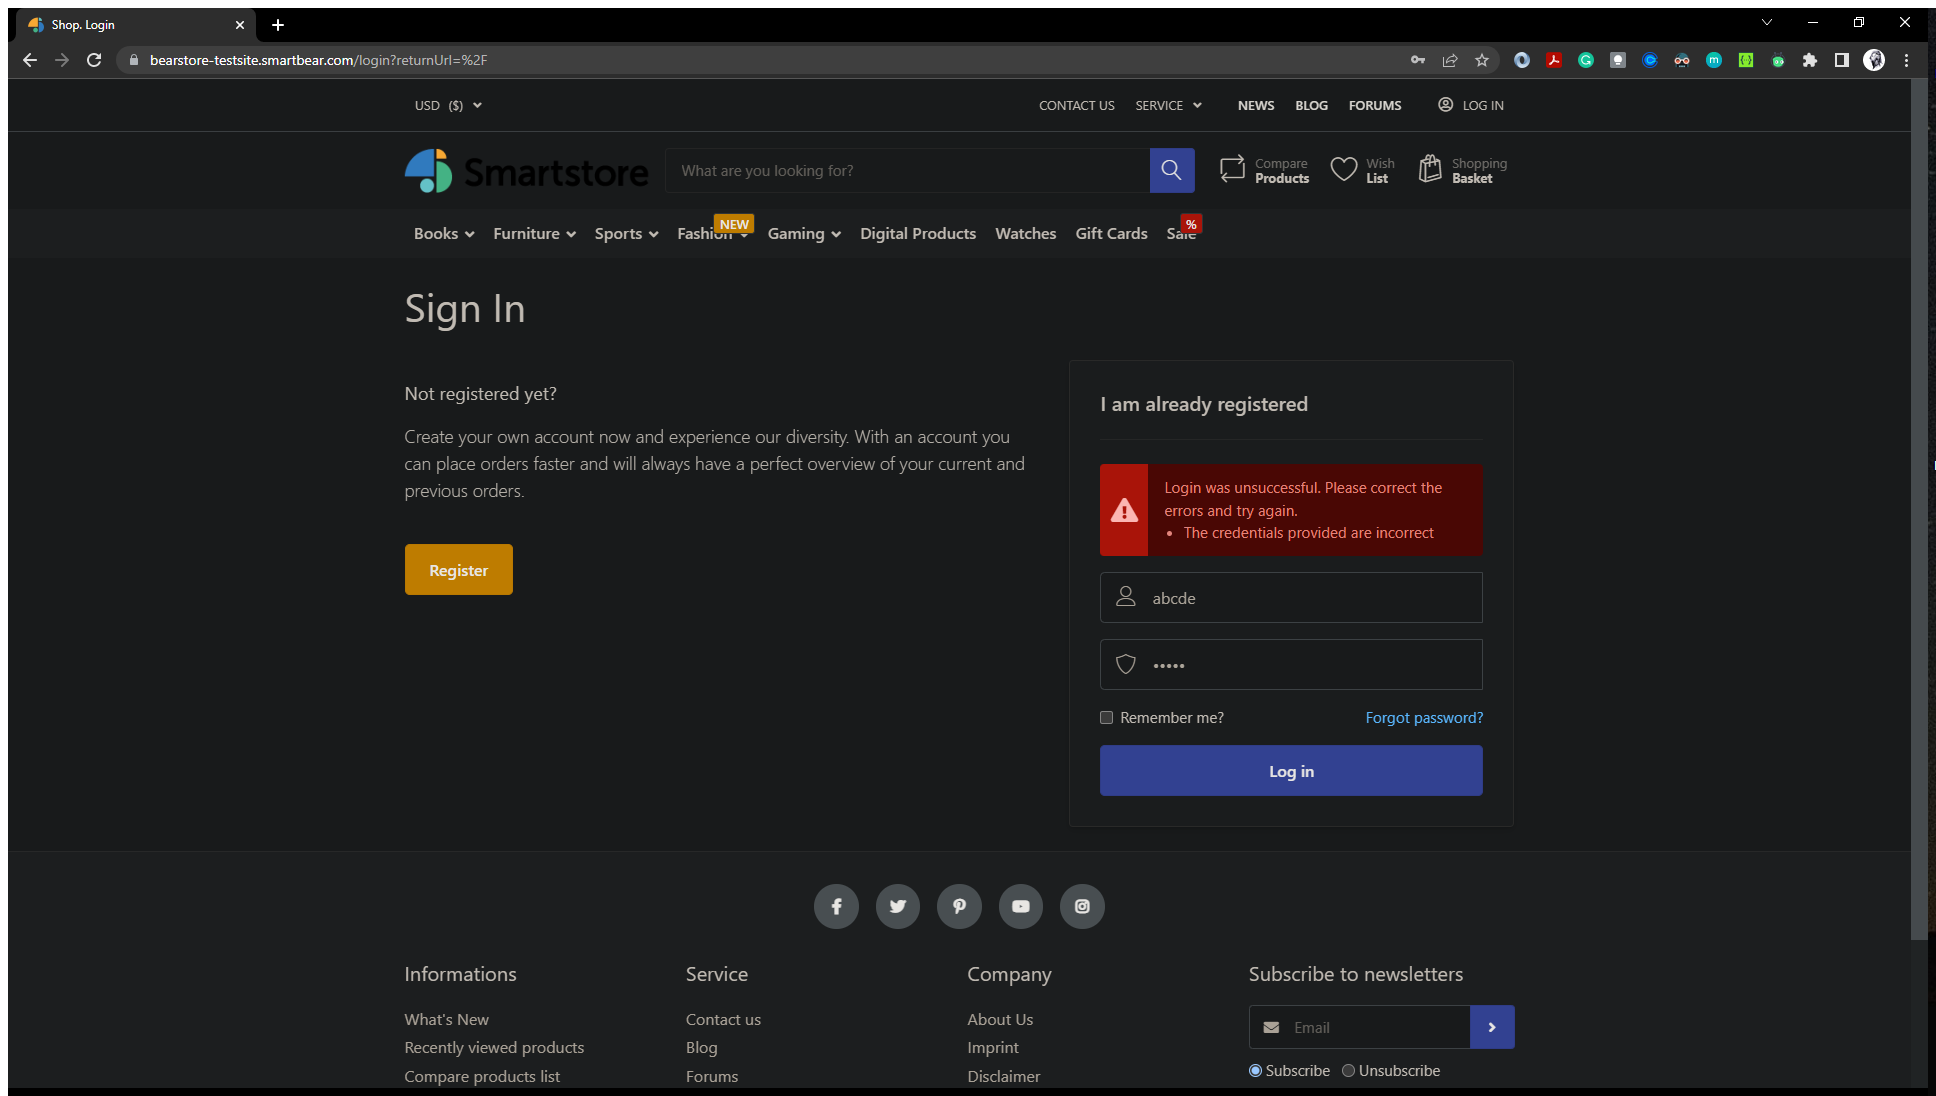 Shop. Login
bearstore-testsite.smartbear.com/login?returnUrl=%2F
USD ($)
CONTACT US
SERVICE
NEWS
BLOG
FORUMS
LOG IN
Smartstore
What are you looking for?
Compare
Products
Wish
List
Shopping
Basket
Books
Furniture
Sports
Fashion
NEW
Gaming
Digital Products
Watches
Gift Cards
Sale
%
Sign In
Not registered yet?
Create your own account now and experience our diversity. With an account you
can place orders faster and will always have a perfect overview of your current and
previous orders.
Register
I am already registered
Login was unsuccessful. Please correct the
errors and try again.
• The credentials provided are incorrect
abcde
•••••
Remember me?
Forgot password?
Log in
Informations
What's New
Recently viewed products
Compare products list
Service
Contact us
Blog
Forums
Company
About Us
Imprint
Disclaimer
Subscribe to newsletters
Email
Subscribe
Unsubscribe